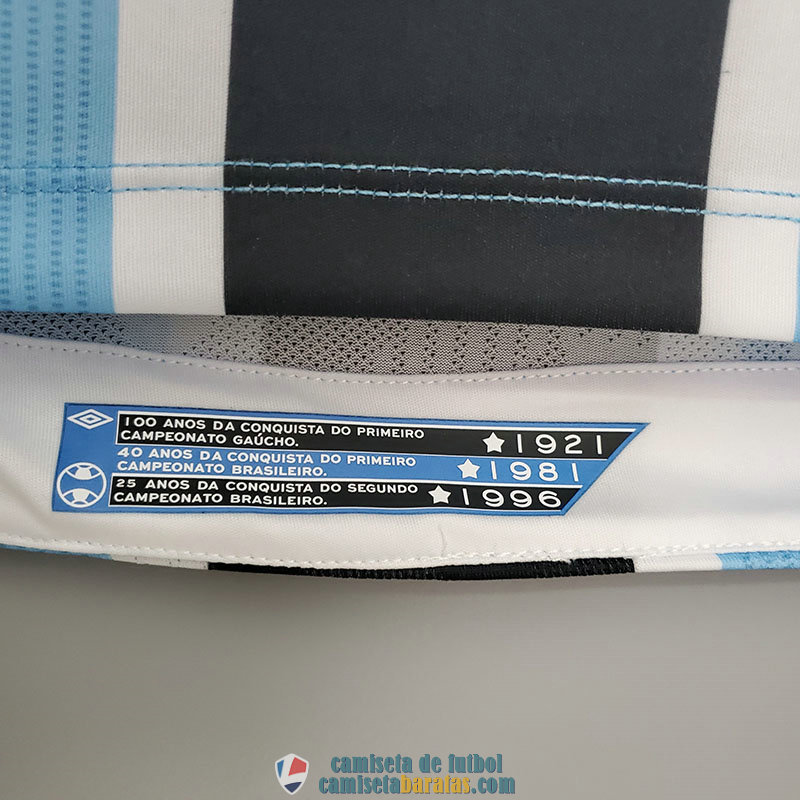 100 ANOS DA CONQUISTA DO PRIMEIRO
CAMPEONATO GAÚCHO.
1921
40 ANOS DA CONQUISTA DO PRIMEIRO
CAMPEONATO BRASILEIRO.
1981
25 ANOS DA CONQUISTA DO SEGUNDO
CAMPEONATO BRASILEIRO.
1996
camiseta de futbol
camisetabaratas.com